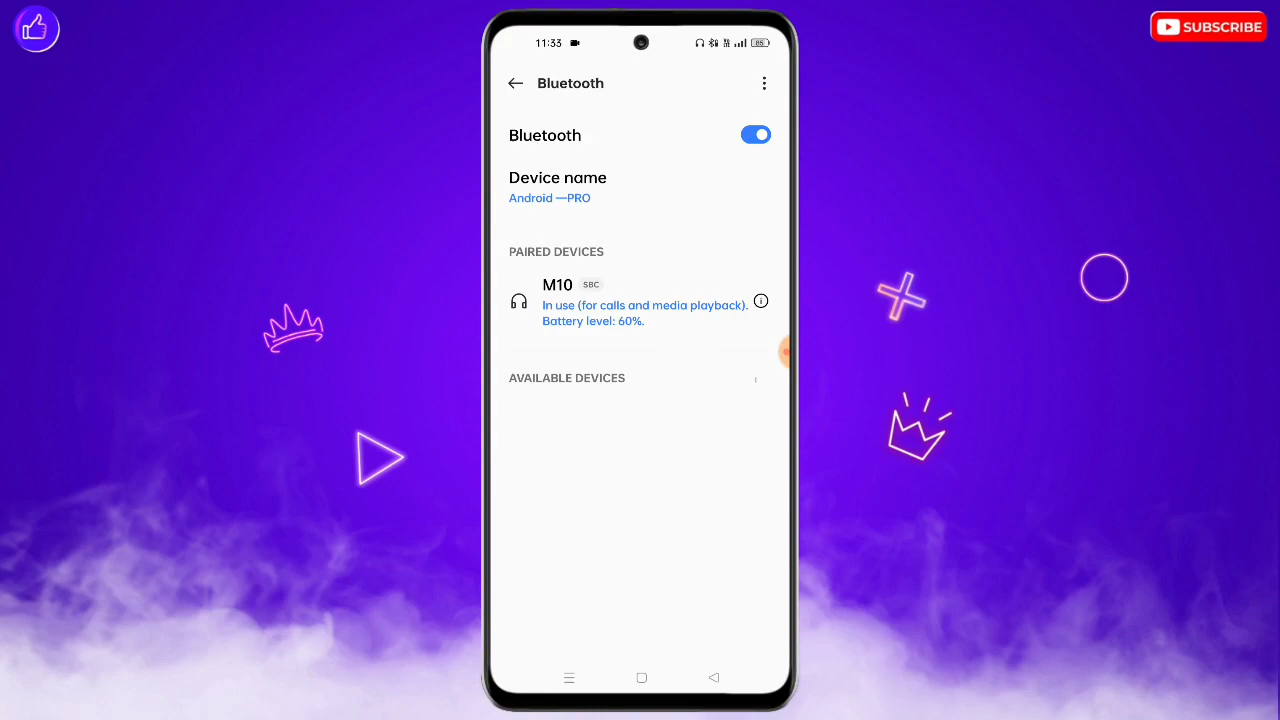 11:33
85
SUBSCRIBE
Bluetooth
Bluetooth
Device name
Android —PRO
PAIRED DEVICES
M10 SBC
In use (for calls and media playback).
Battery level: 60%.
AVAILABLE DEVICES